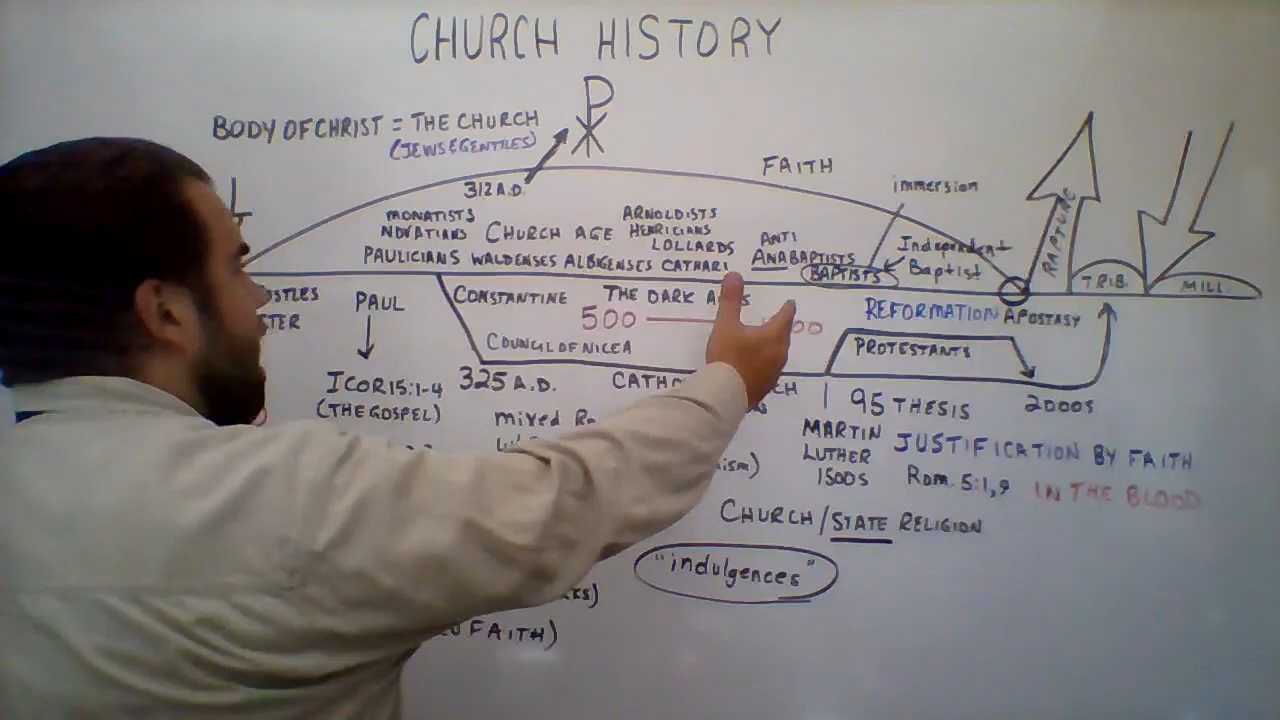 CHURCH HISTORY
BODY OF CHRIST = THE CHURCH
(JEWS & GENTILES)
312 A.D.
FAITH
immersion
MONATISTS
NOVATIANS
CHURCH AGE
ARNOLDISTS
HENRICIANS
LOLLARDS
PAULICIANS WALDENSES ALBIGENSES CATHARI
ANTI
ANABAPTISTS
BAPTISTS
Independent
Baptist
RAPTURE
TRIB.
MILL.
PAUL
CONSTANTINE
THE DARK
500
COUNCIL OF NICEA
325 A.D.
REFORMATION
APOSTASY
PROTESTANTS
I COR 15:1-4
(THE GOSPEL)
mixed
95 THESIS
2000S
MARTIN
LUTHER
1500S
JUSTIFICATION BY FAITH
Rom. 5:1,9 IN THE BLOOD
CHURCH/STATE RELIGION
"indulgences"
FAITH)